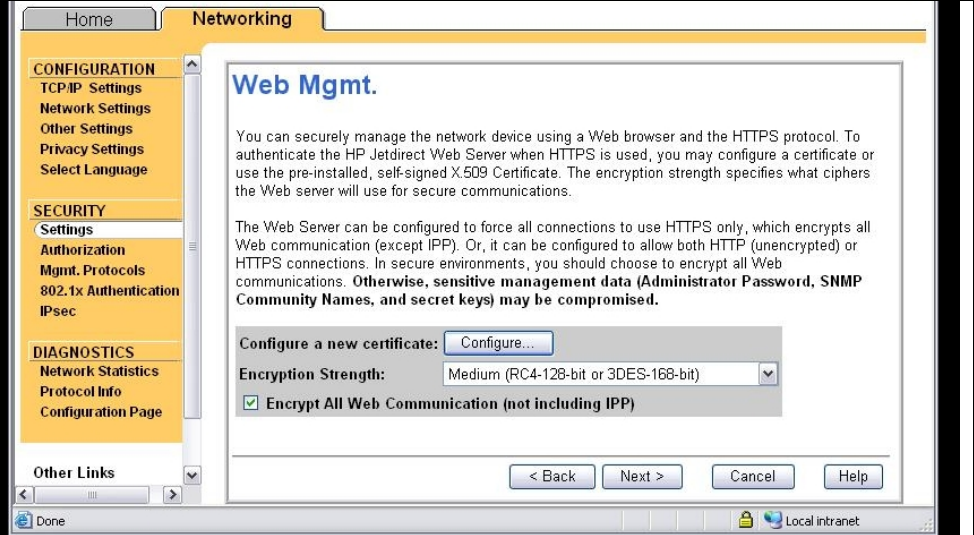 Home
Networking
CONFIGURATION
TCP/IP Settings
Network Settings
Other Settings
Privacy Settings
Select Language
SECURITY
Settings
Authorization
Mgmt. Protocols
802.1x Authentication
IPsec
DIAGNOSTICS
Network Statistics
Protocol Info
Configuration Page
Other Links
Web Mgmt.
You can securely manage the network device using a Web browser and the HTTPS protocol. To
authenticate the HP Jetdirect Web Server when HTTPS is used, you may configure a certificate or
use the pre-installed, self-signed X.509 Certificate. The encryption strength specifies what ciphers
the Web server will use for secure communications.
The Web Server can be configured to force all connections to use HTTPS only, which encrypts all
Web communication (except IPP). Or, it can be configured to allow both HTTP (unencrypted) or
HTTPS connections. In secure environments, you should choose to encrypt all Web
communications. Otherwise, sensitive management data (Administrator Password, SNMP
Community Names, and secret keys) may be compromised.
Configure a new certificate: Configure...
Encryption Strength: Medium (RC4-128-bit or 3DES-168-bit)
Encrypt All Web Communication (not including IPP)
< Back Next > Cancel Help
Done Local intranet